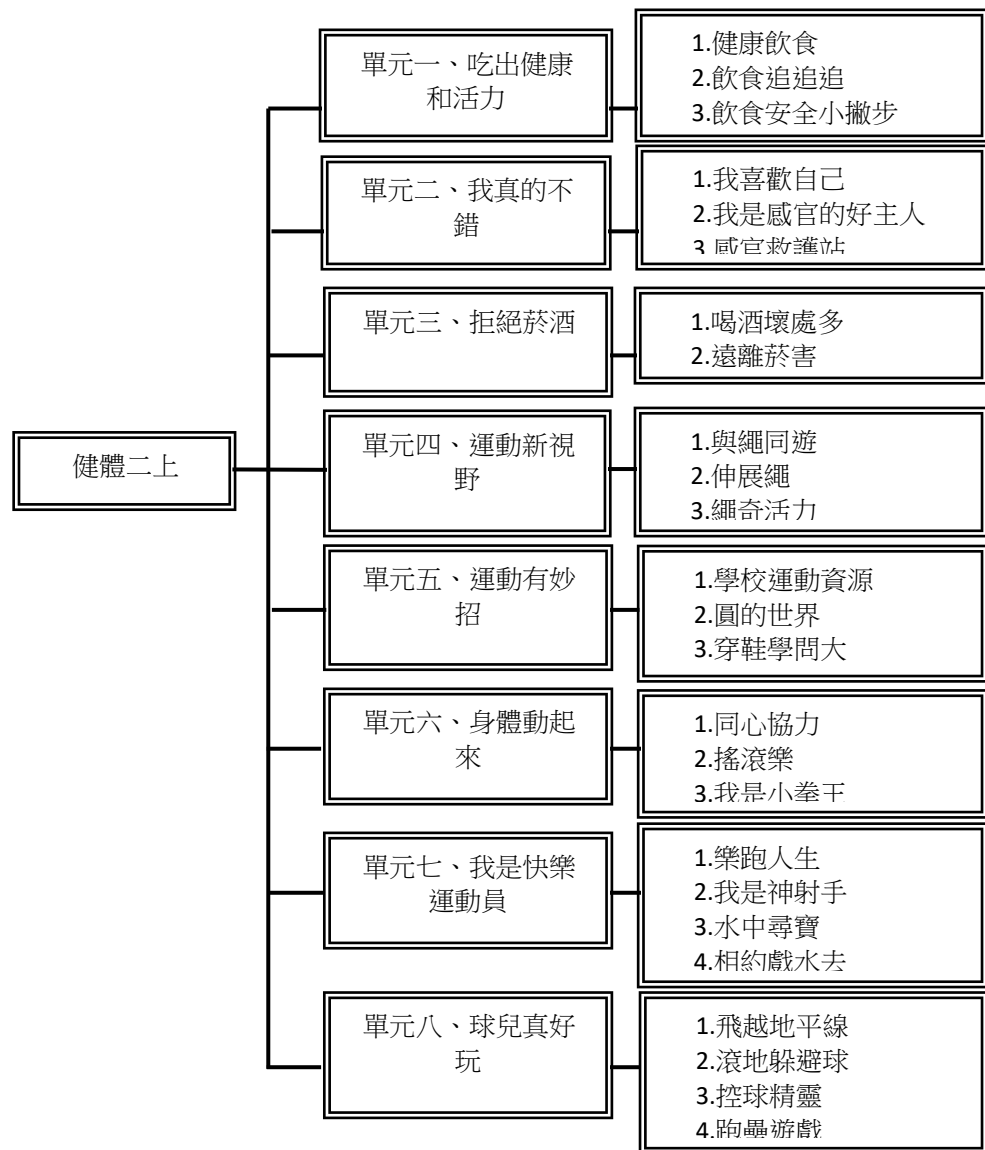 單元一、吃出健康
和活力
1.健康飲食
2.飲食追追追
3.飲食安全小撇步
單元二、我真的不
錯
1.我喜歡自己
2.我是感官的好主人
3.感官救護站
單元三、拒絕菸酒
1.喝酒壞處多
2.遠離菸害
健體二上
單元四、運動新視
野
1.與繩同遊
2.伸展繩
3.繩奇活力
單元五、運動有妙
招
1.學校運動資源
2.圓的世界
3.穿鞋學問大
單元六、身體動起
來
1.同心協力
2.搖滾樂
3.我是小拳王
單元七、我是快樂
運動員
1.樂跑人生
2.我是神射手
3.水中尋寶
4.相約戲水去
單元八、球兒真好
玩
1.飛越地平線
2.滾地躲避球
3.控球精靈
4.跑壘遊戲